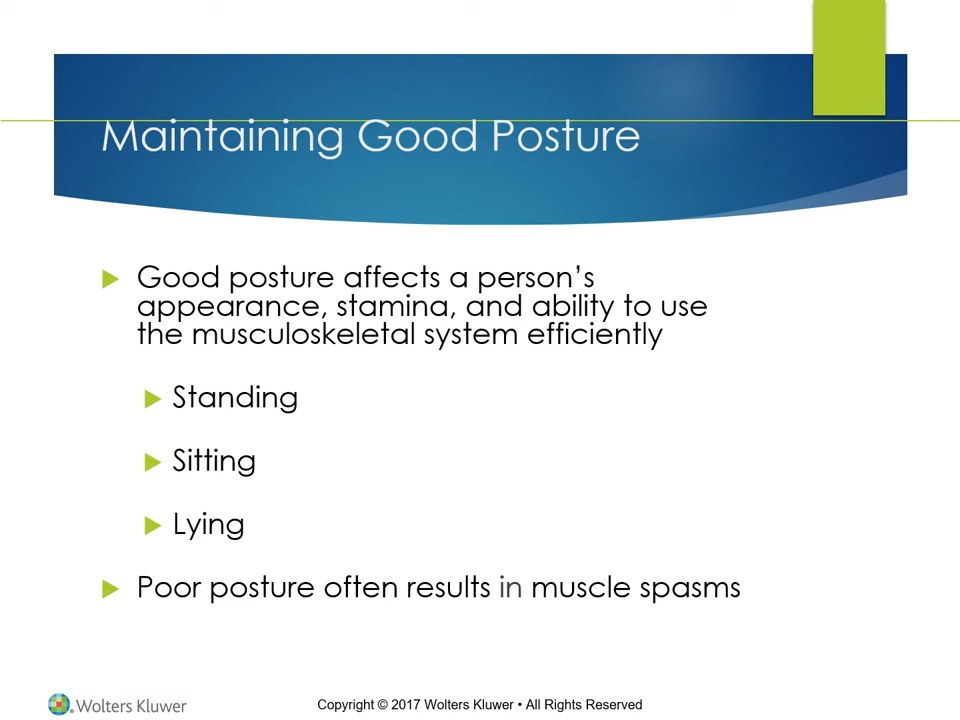 Maintaining Good Posture
Good posture affects a person’s
appearance, stamina, and ability to use
the musculoskeletal system efficiently
Standing
Sitting
Lying
Poor posture often results in muscle spasms
Wolters Kluwer
Copyright © 2017 Wolters Kluwer • All Rights Reserved